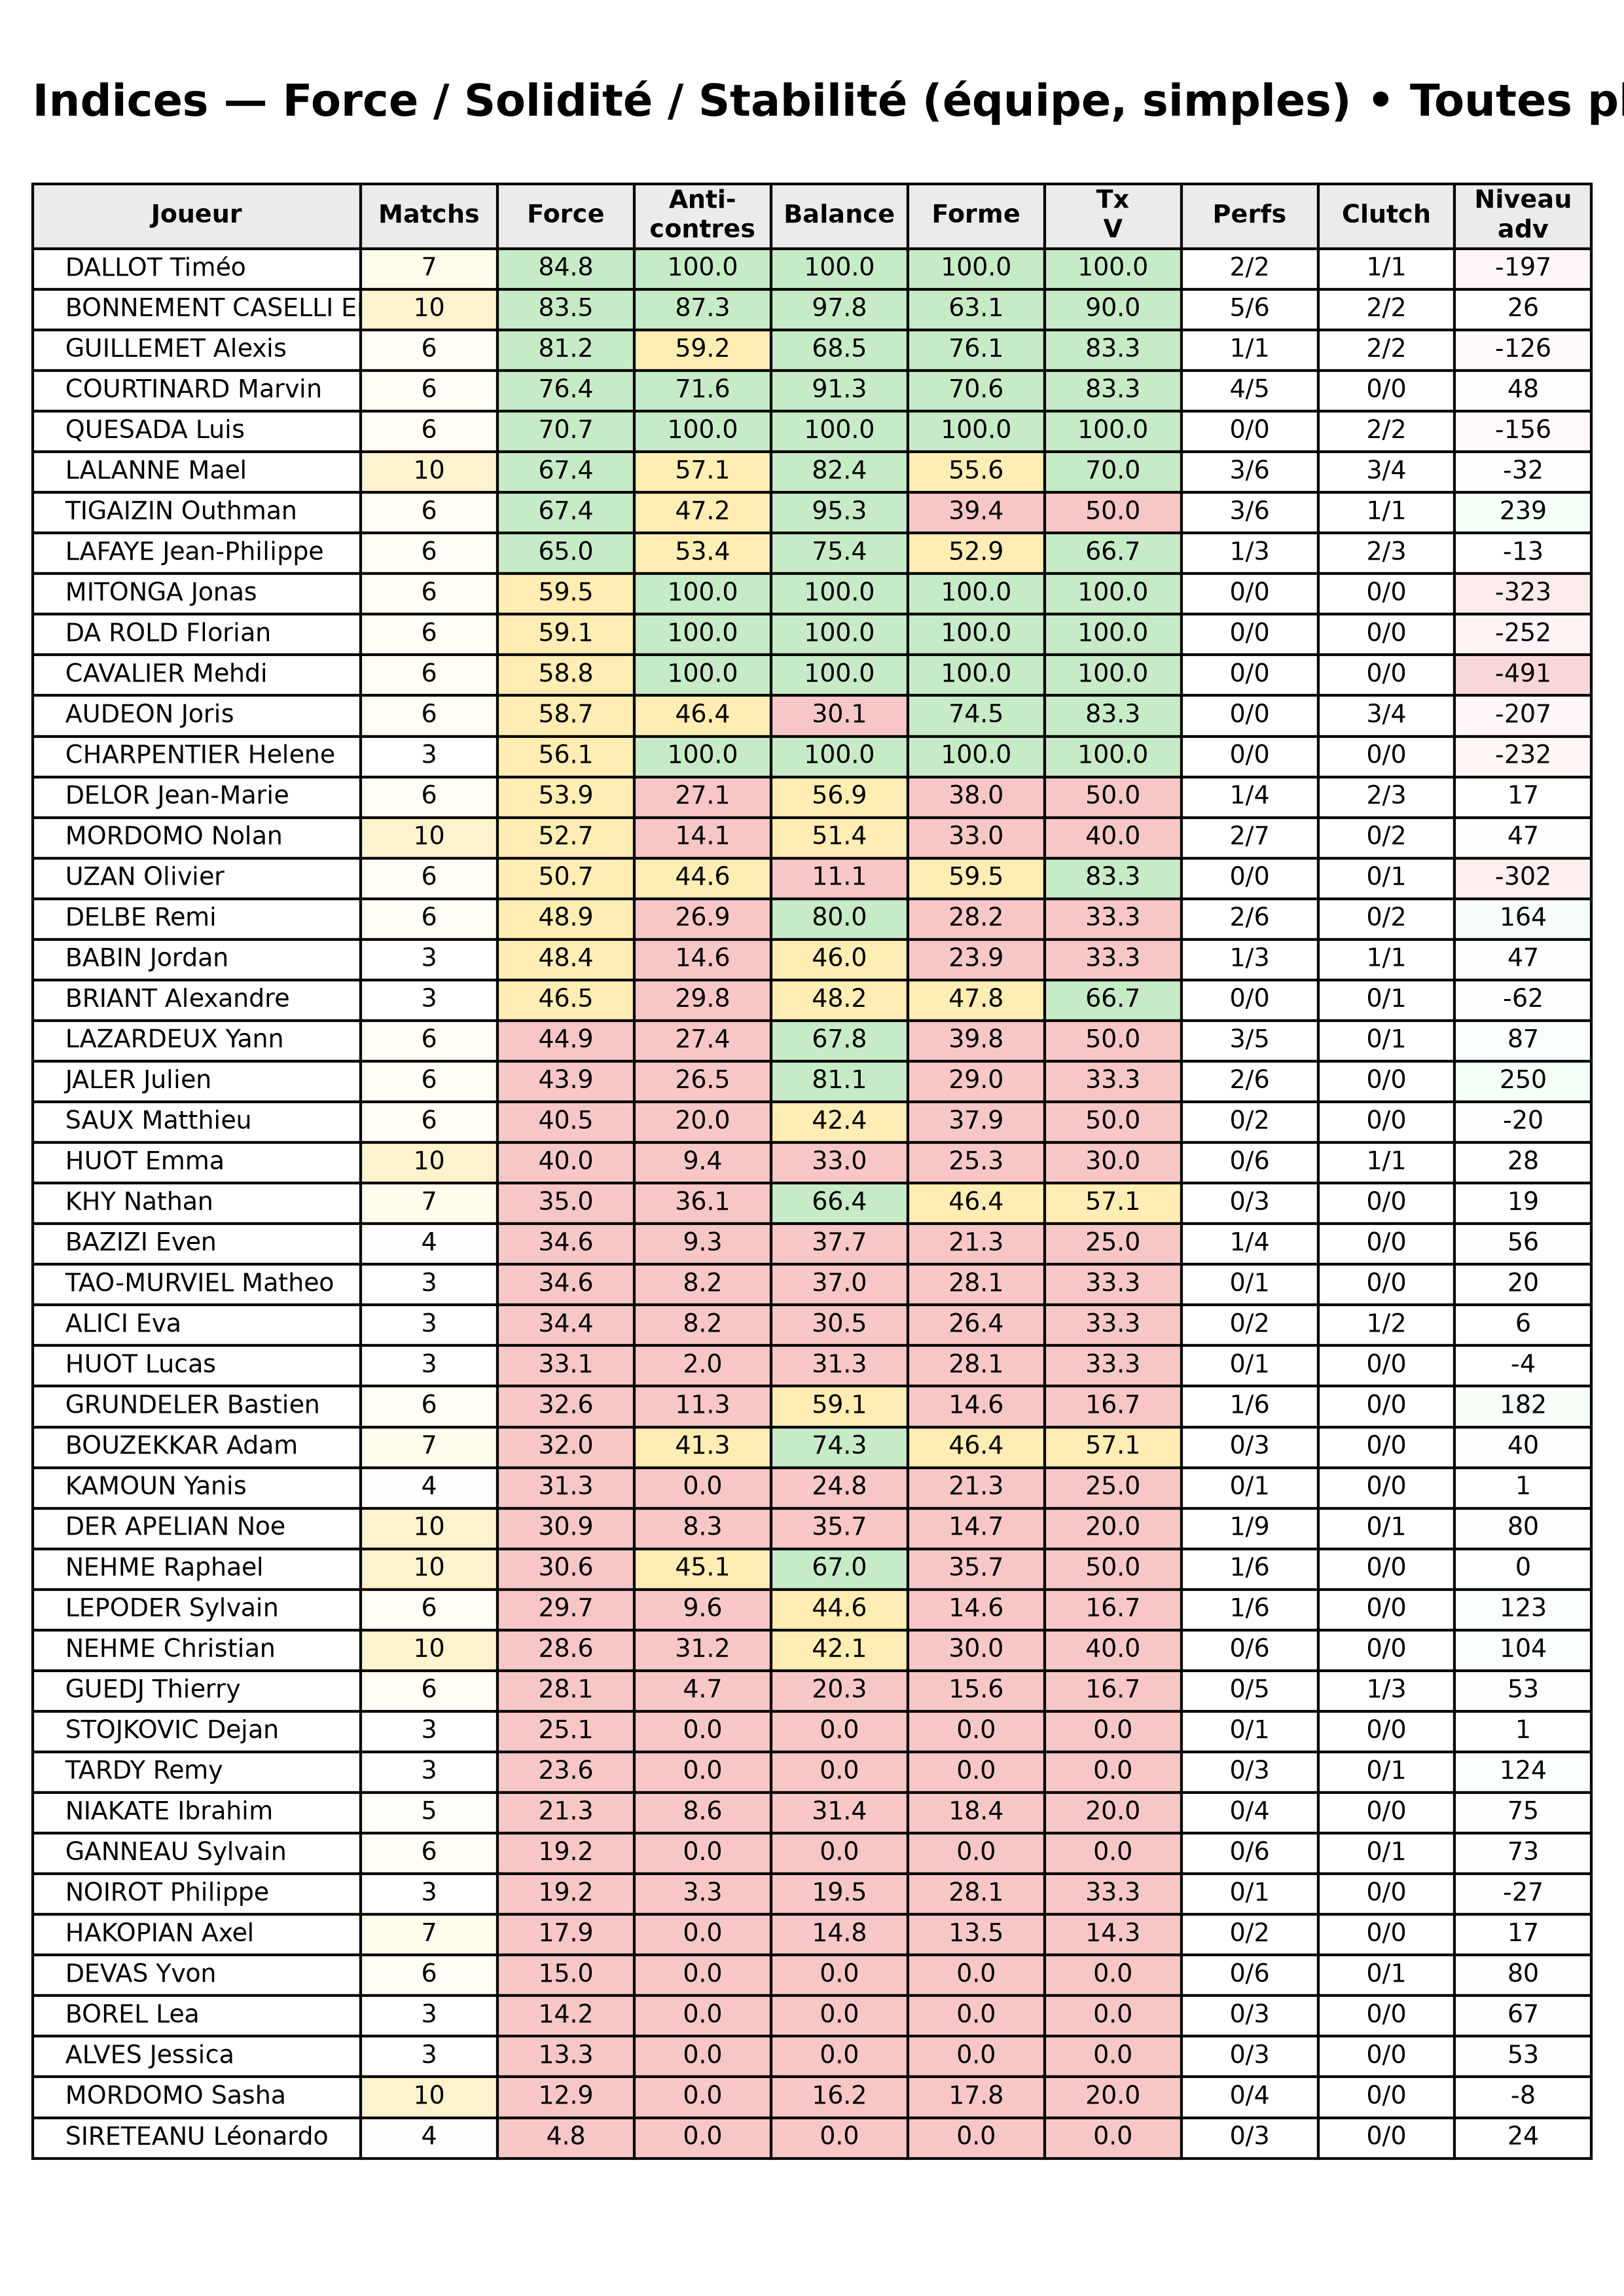 Indices — Force / Solidité / Stabilité (équipe, simples) • Toutes pl
Joueur Matchs Force Anti-contres Balance Forme Tx V Perfs Clutch Niveau adv
DALLOT Timéo 7 84.8 100.0 100.0 100.0 100.0 2/2 1/1 -197
BONNEMENT CASELLI E 10 83.5 87.3 97.8 63.1 90.0 5/6 2/2 26
GUILLEMET Alexis 6 81.2 59.2 68.5 76.1 83.3 1/1 2/2 -126
COURTINARD Marvin 6 76.4 71.6 91.3 70.6 83.3 4/5 0/0 48
QUESADA Luis 6 70.7 100.0 100.0 100.0 100.0 0/0 2/2 -156
LALANNE Mael 10 67.4 57.1 82.4 55.6 70.0 3/6 3/4 -32
TIGAIZIN Outhman 6 67.4 47.2 95.3 39.4 50.0 3/6 1/1 239
LAFAYE Jean-Philippe 6 65.0 53.4 75.4 52.9 66.7 1/3 2/3 -13
MITONGA Jonas 6 59.5 100.0 100.0 100.0 100.0 0/0 0/0 -323
DA ROLD Florian 6 59.1 100.0 100.0 100.0 100.0 0/0 0/0 -252
CAVALIER Mehdi 6 58.8 100.0 100.0 100.0 100.0 0/0 0/0 -491
AUDEON Joris 6 58.7 46.4 30.1 74.5 83.3 0/0 3/4 -207
CHARPENTIER Helene 3 56.1 100.0 100.0 100.0 100.0 0/0 0/0 -232
DELOR Jean-Marie 6 53.9 27.1 56.9 38.0 50.0 1/4 2/3 17
MORDOMO Nolan 10 52.7 14.1 51.4 33.0 40.0 2/7 0/2 47
UZAN Olivier 6 50.7 44.6 11.1 59.5 83.3 0/0 0/1 -302
DELBE Remi 6 48.9 26.9 80.0 28.2 33.3 2/6 0/2 164
BABIN Jordan 3 48.4 14.6 46.0 23.9 33.3 1/3 1/1 47
BRIANT Alexandre 3 46.5 29.8 48.2 47.8 66.7 0/0 0/1 -62
LAZARDEUX Yann 6 44.9 27.4 67.8 39.8 50.0 3/5 0/1 87
JALER Julien 6 43.9 26.5 81.1 29.0 33.3 2/6 0/0 250
SAUX Matthieu 6 40.5 20.0 42.4 37.9 50.0 0/2 0/0 -20
HUOT Emma 10 40.0 9.4 33.0 25.3 30.0 0/6 1/1 28
KHY Nathan 7 35.0 36.1 66.4 46.4 57.1 0/3 0/0 19
BAZIZI Even 4 34.6 9.3 37.7 21.3 25.0 1/4 0/0 56
TAO-MURVIEL Matheo 3 34.6 8.2 37.0 28.1 33.3 0/1 0/0 20
ALICI Eva 3 34.4 8.2 30.5 26.4 33.3 0/2 1/2 6
HUOT Lucas 3 33.1 2.0 31.3 28.1 33.3 0/1 0/0 -4
GRUNDELER Bastien 6 32.6 11.3 59.1 14.6 16.7 1/6 0/0 182
BOUZEKKAR Adam 7 32.0 41.3 74.3 46.4 57.1 0/3 0/0 40
KAMOUN Yanis 4 31.3 0.0 24.8 21.3 25.0 0/1 0/0 1
DER APELIAN Noe 10 30.9 8.3 35.7 14.7 20.0 1/9 0/1 80
NEHME Raphael 10 30.6 45.1 67.0 35.7 50.0 1/6 0/0 0
LEPODER Sylvain 6 29.7 9.6 44.6 14.6 16.7 1/6 0/0 123
NEHME Christian 10 28.6 31.2 42.1 30.0 40.0 0/6 0/0 104
GUEDJ Thierry 6 28.1 4.7 20.3 15.6 16.7 0/5 1/3 53
STOJKOVIC Dejan 3 25.1 0.0 0.0 0.0 0.0 0/1 0/0 1
TARDY Remy 3 23.6 0.0 0.0 0.0 0.0 0/3 0/1 124
NIAKATE Ibrahim 5 21.3 8.6 31.4 18.4 20.0 0/4 0/0 75
GANNEAU Sylvain 6 19.2 0.0 0.0 0.0 0.0 0/6 0/1 73
NOIROT Philippe 3 19.2 3.3 19.5 28.1 33.3 0/1 0/0 -27
HAKOPIAN Axel 7 17.9 0.0 14.8 13.5 14.3 0/2 0/0 17
DEVAS Yvon 6 15.0 0.0 0.0 0.0 0.0 0/6 0/1 80
BOREL Lea 3 14.2 0.0 0.0 0.0 0.0 0/3 0/0 67
ALVES Jessica 3 13.3 0.0 0.0 0.0 0.0 0/3 0/0 53
MORDOMO Sasha 10 12.9 0.0 16.2 17.8 20.0 0/4 0/0 -8
SIRETEANU Léonardo 4 4.8 0.0 0.0 0.0 0.0 0/3 0/0 24